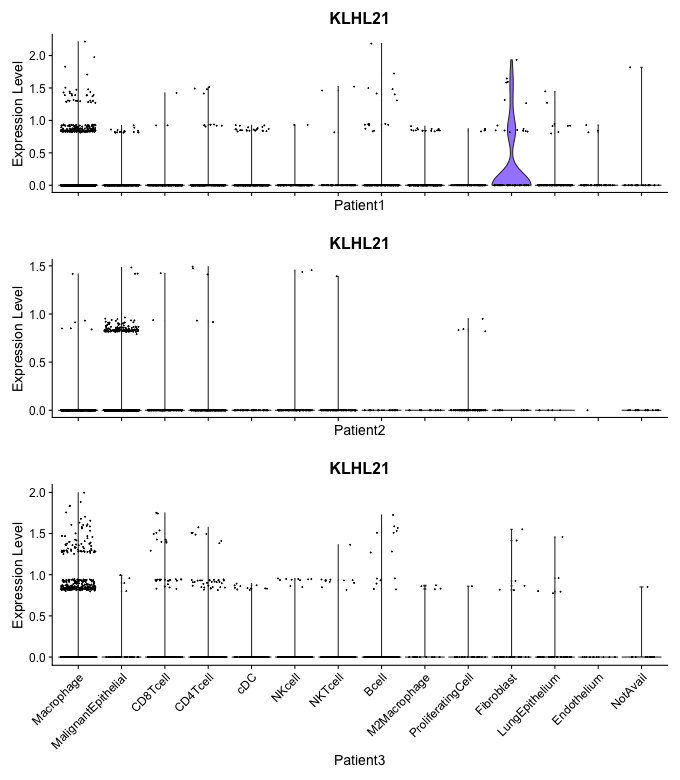 KLHL21
Expression Level
2.0
1.5
1.0
0.5
0.0
Patient1
KLHL21
Expression Level
1.5
1.0
0.5
0.0
Patient2
KLHL21
Expression Level
2.0
1.5
1.0
0.5
0.0
Macrophage
MalignantEpithelial
CD8Tcell
CD4Tcell
cDC
NKcell
NKTcell
Bcell
M2Macrophage
ProliferatingCell
Fibroblast
LungEpithelium
Endothelium
NotAvail
Patient3